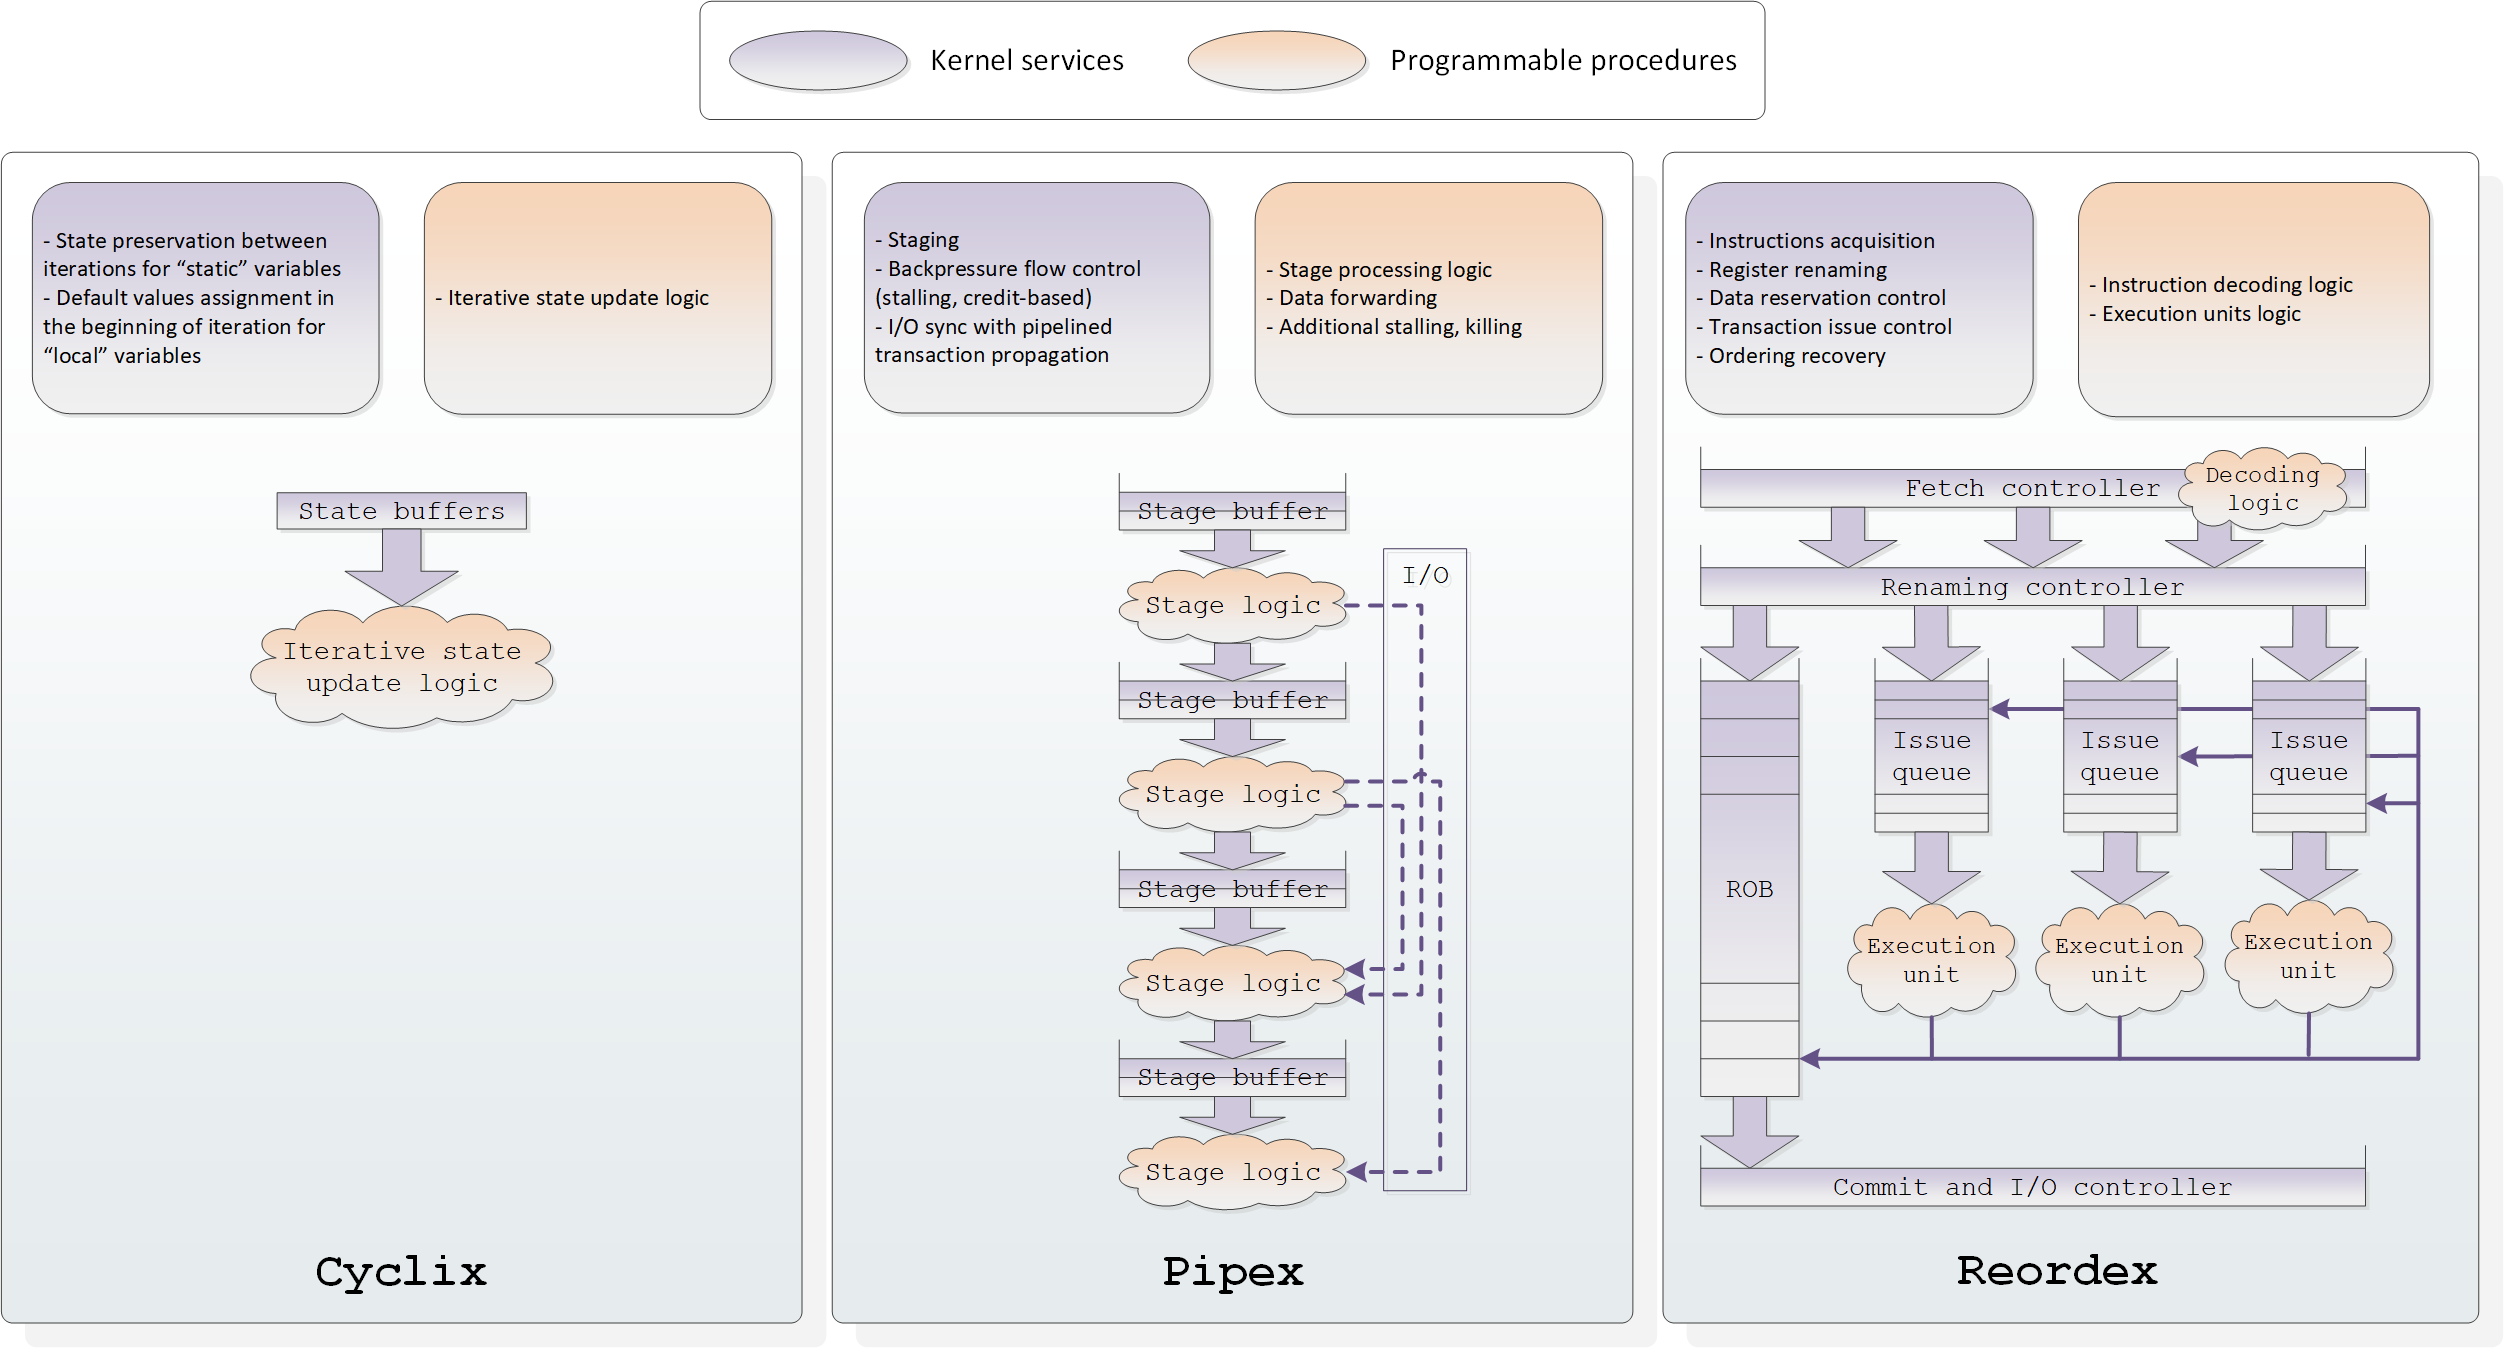 Kernel services
Programmable procedures
- State preservation between
iterations for “static” variables
- Default values assignment in
the beginning of iteration for
“local” variables
- Iterative state update logic
State buffers
Iterative state
update logic
Cyclix
- Staging
- Backpressure flow control
(stalling, credit-based)
- I/O sync with pipelined
transaction propagation
- Stage processing logic
- Data forwarding
- Additional stalling, killing
Stage buffer
I/O
Stage logic
Stage buffer
Stage logic
Stage buffer
Stage logic
Stage buffer
Stage logic
Pipex
- Instructions acquisition
- Register renaming
- Data reservation control
- Transaction issue control
- Ordering recovery
- Instruction decoding logic
- Execution units logic
Fetch controller
Decoding
logic
Renaming controller
Issue
queue
Issue
queue
Issue
queue
ROB
Execution
unit
Execution
unit
Execution
unit
Commit and I/O controller
Reordex